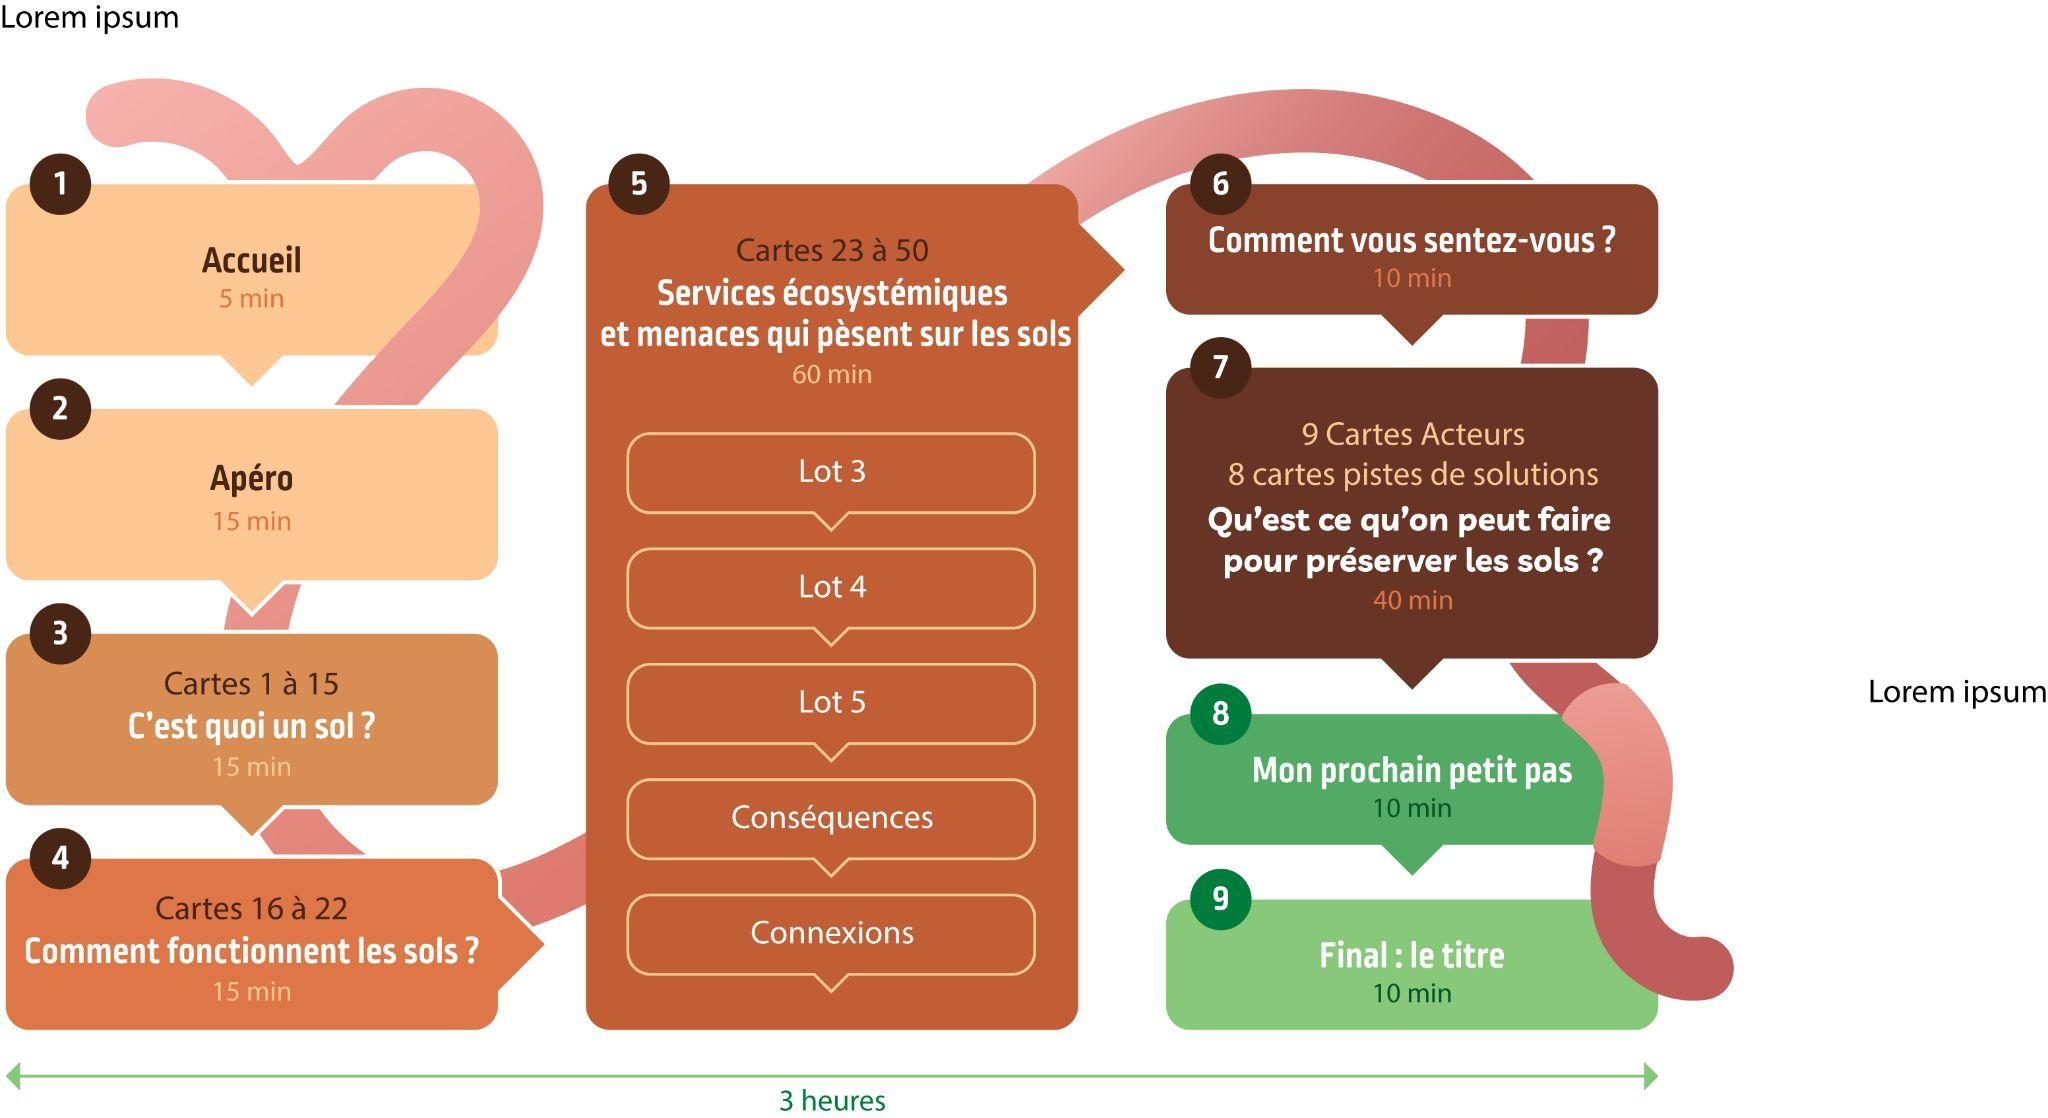 Lorem ipsum
1
Accueil
5 min
2
Apéro
15 min
3
Cartes 1 à 15
C'est quoi un sol ?
15 min
4
Cartes 16 à 22
Comment fonctionnent les sols ?
15 min
5
Cartes 23 à 50
Services écosystémiques
et menaces qui pèsent sur les sols
60 min
Lot 3
Lot 4
Lot 5
Conséquences
Connexions
6
Comment vous sentez-vous ?
10 min
7
9 Cartes Acteurs
8 cartes pistes de solutions
Qu'est ce qu'on peut faire
pour préserver les sols ?
40 min
8
Mon prochain petit pas
10 min
9
Final : le titre
10 min
Lorem ipsum
3 heures